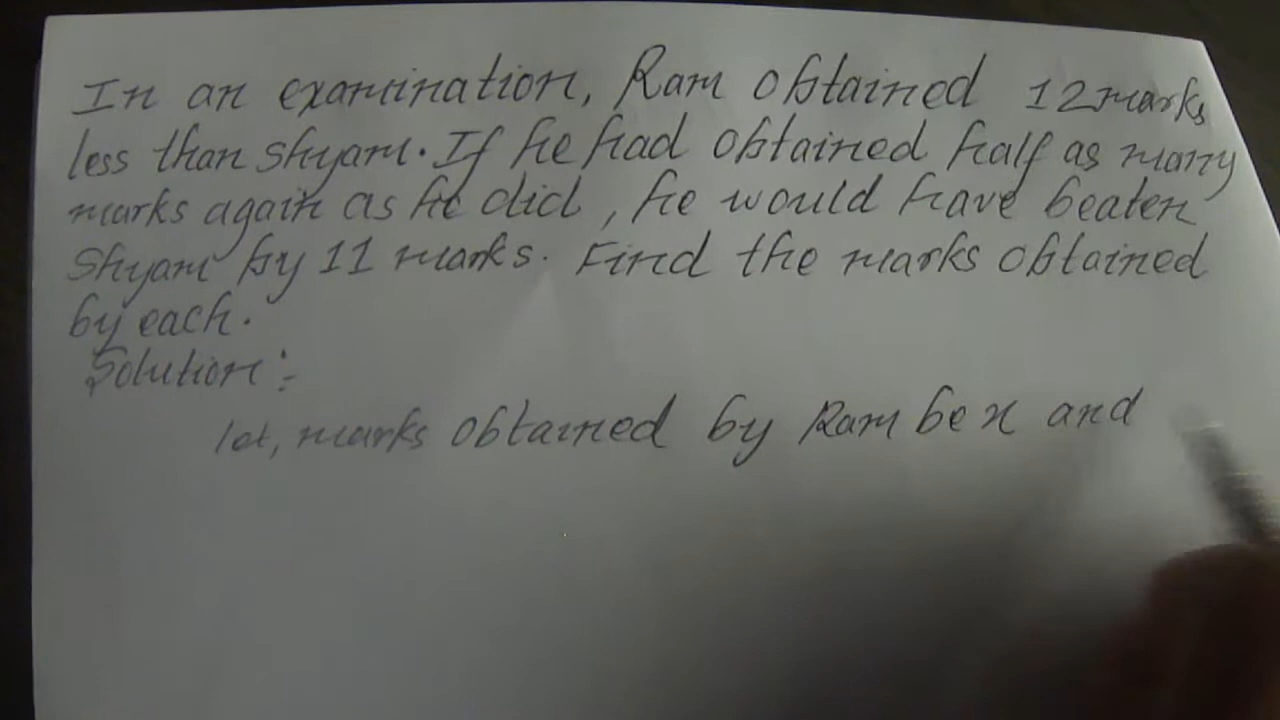 In an examination, Ram obtained 12 marks
less than Shyam. If he had obtained half as many
marks again as he did, he would have beaten
Shyam by 11 marks. Find the marks obtained
by each.
Solution:-
let, marks obtained by Ram be x and